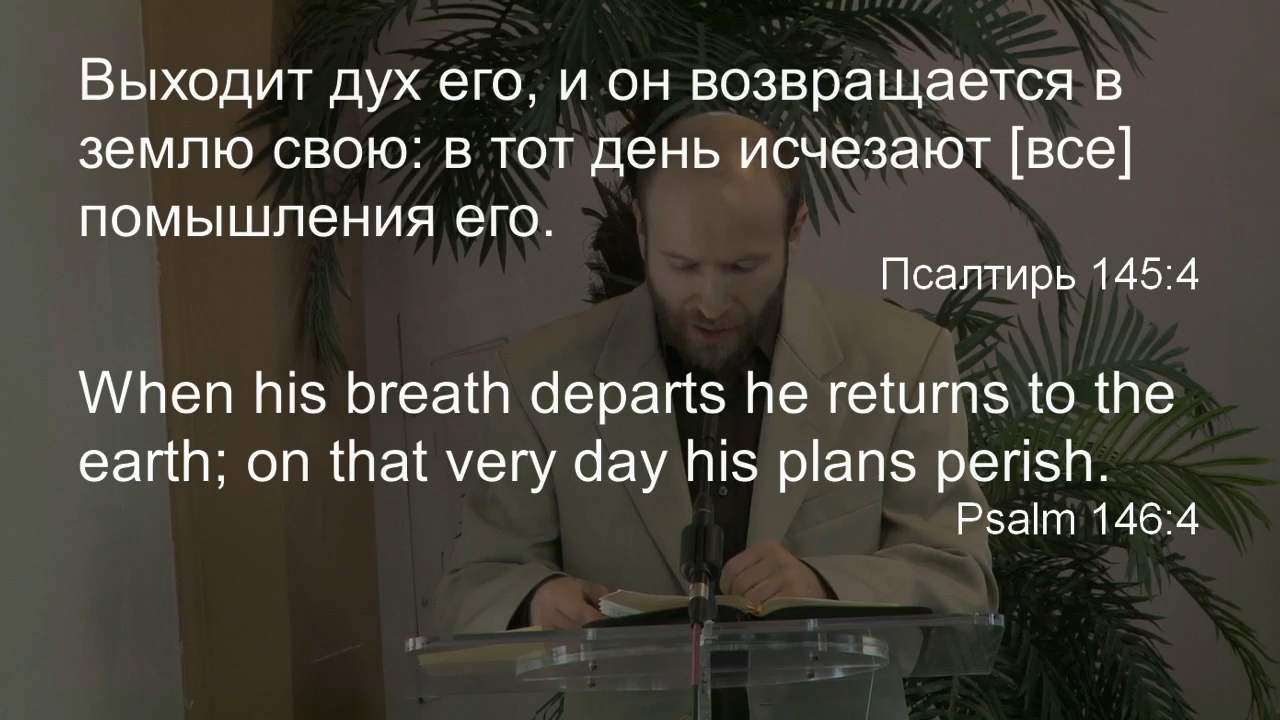 Выходит дух его, и он возвращается в
землю свою: в тот день исчезают [все]
помышления его.
Псалтирь 145:4
When his breath departs he returns to the
earth; on that very day his plans perish.
Psalm 146:4